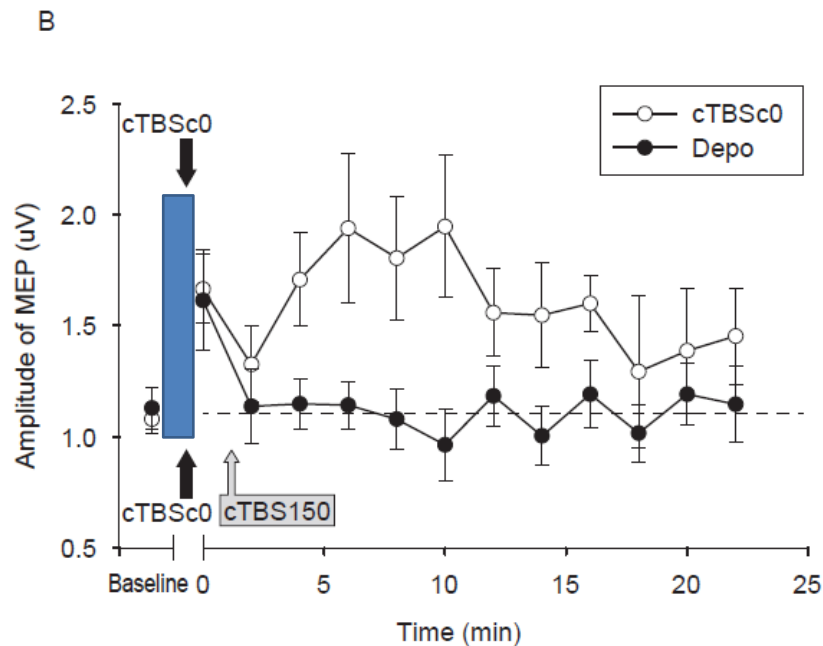 B
2.5
cTBSc0
cTBSc0
Depo
2.0
Amplitude of MEP (uV)
1.5
1.0
cTBSc0
cTBS150
0.5
Baseline 0 5 10 15 20 25
Time (min)